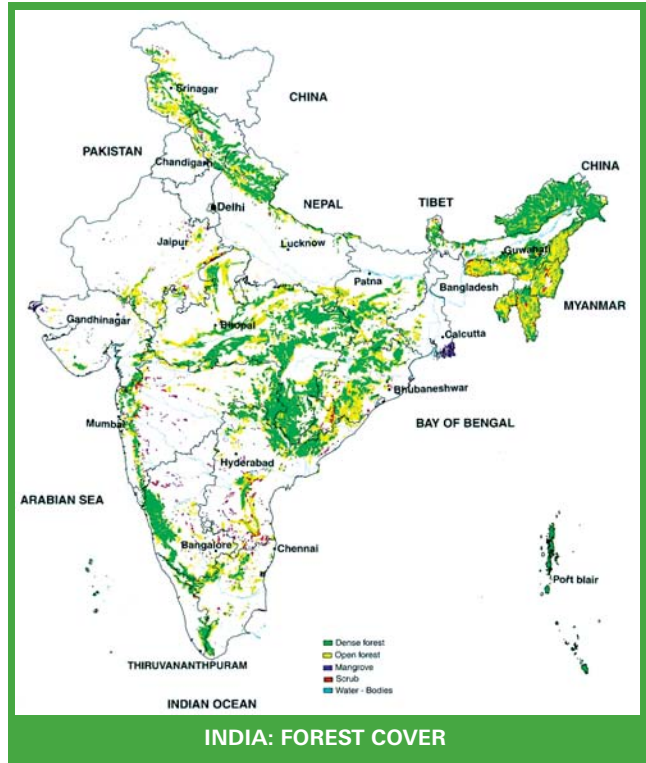 Srinagar
CHINA
PAKISTAN
Chandigarh
CHINA
Delhi
NEPAL
TIBET
Jaipur
Lucknow
Guwahati
Patna
Bangladesh
MYANMAR
Gandhinagar
Bhopal
Calcutta
Bhubaneshwar
Mumbai
BAY OF BENGAL
Hyderabad
ARABIAN SEA
Bangalore
Chennai
Port blair
Dense forest
Open forest
Mangrove
Scrub
Water - Bodies
THIRUVANANTHPURAM
INDIAN OCEAN
INDIA: FOREST COVER